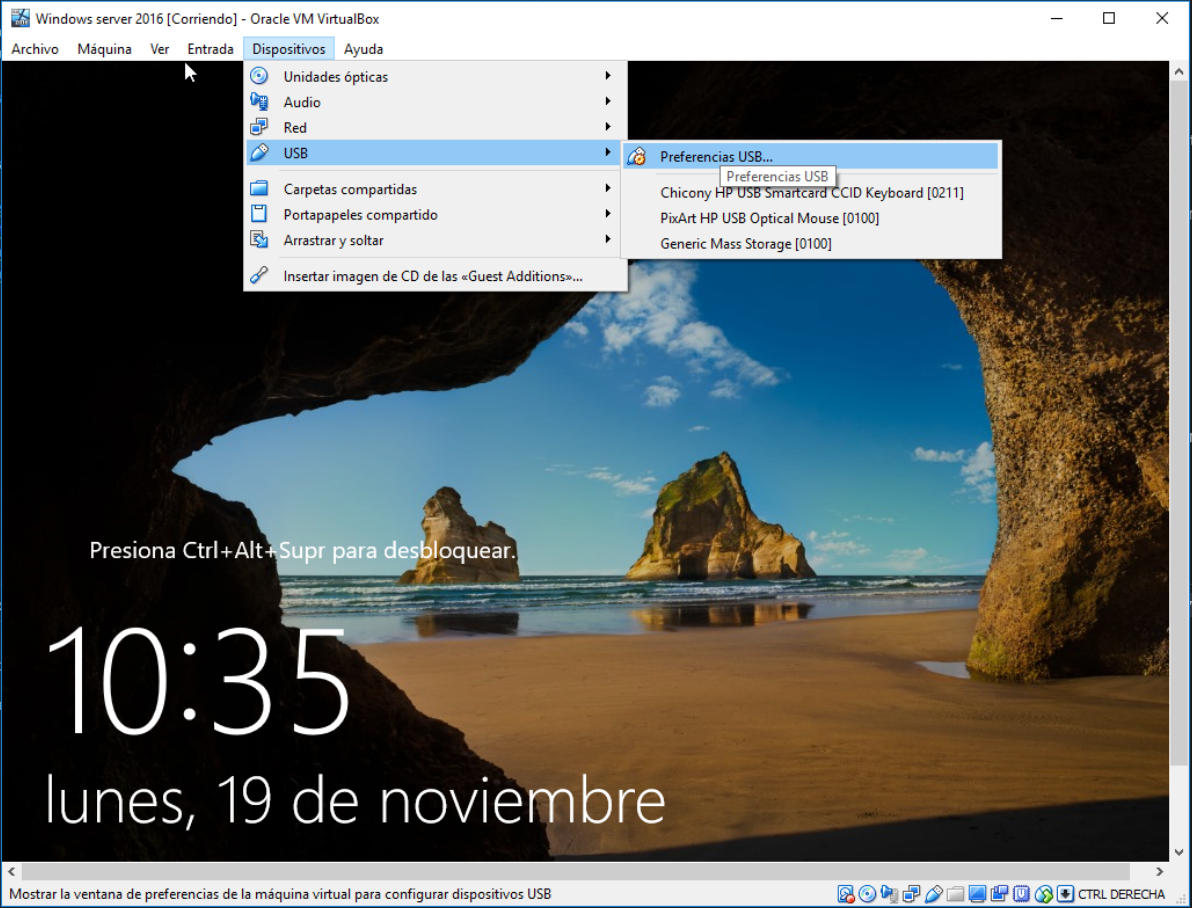 Windows server 2016 [Corriendo] - Oracle VM VirtualBox
Archivo Máquina Ver Entrada Dispositivos Ayuda
Unidades ópticas
Audio
Red
USB
Preferencias USB...
Preferencias USB
Chicony HP USB Smartcard CCID Keyboard [0211]
PixArt HP USB Optical Mouse [0100]
Generic Mass Storage [0100]
Carpetas compartidas
Portapapeles compartido
Arrastrar y soltar
Insertar imagen de CD de las «Guest Additions»...
Presiona Ctrl+Alt+Supr para desbloquear.
10:35
lunes, 19 de noviembre
Mostrar la ventana de preferencias de la máquina virtual para configurar dispositivos USB
CTRL DERECHA